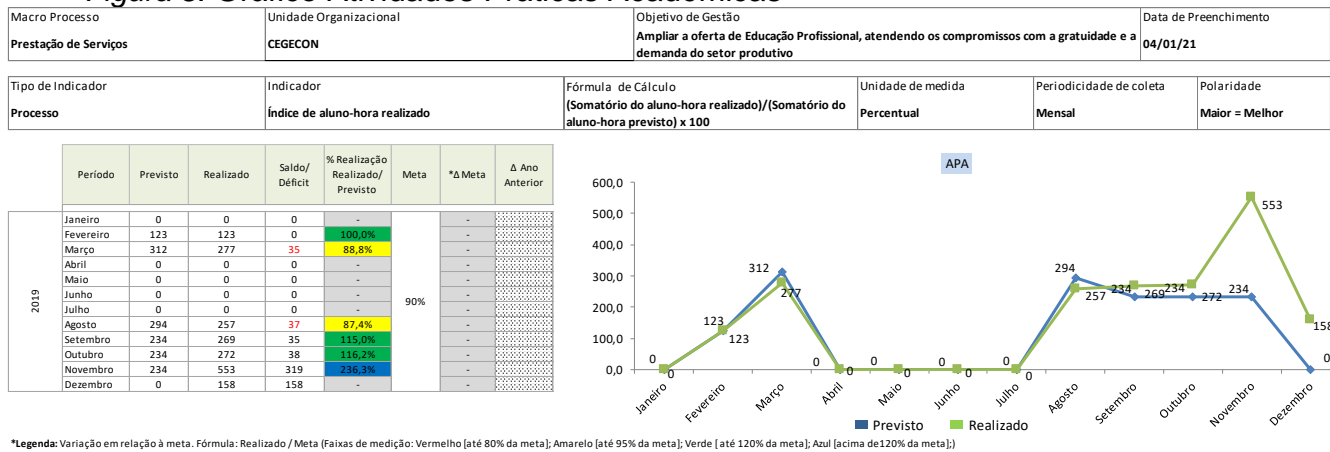 Figura 3. Gráfico Atividades Práticas Acadêmicas
Macro Processo
Unidade Organizacional
Objetivo de Gestão
Data de Preenchimento
Prestação de Serviços
CEGECON
Ampliar a oferta de Educação Profissional, atendendo os compromissos com a gratuidade e a
demanda do setor produtivo
04/01/21
Tipo de Indicador
Indicador
Fórmula de Cálculo
Unidade de medida
Periodicidade de coleta
Polaridade
Processo
Índice de aluno-hora realizado
(Somatório do aluno-hora realizado)/(Somatório do
aluno-hora previsto) x 100
Percentual
Mensal
Maior = Melhor
Período Previsto Realizado Saldo/ Déficit % Realização Realizado/ Previsto Meta *Δ Meta Δ Ano Anterior
2019
Janeiro 0 0 0 - -
Fevereiro 123 123 0 100,0% -
Março 312 277 35 88,8% -
Abril 0 0 0 - -
Maio 0 0 0 - -
Junho 0 0 0 - -
90%
Julho 0 0 0 - -
Agosto 294 257 37 87,4% -
Setembro 234 269 35 115,0% -
Outubro 234 272 38 116,2% -
Novembro 234 553 319 236,3% -
Dezembro 0 158 158 - -
APA
600,0
500,0
400,0
300,0
200,0
100,0
0,0
0 123 312 0 0 0 0 294 234 234 234 0
0 123 277 0 0 0 0 257 269 272 553 158
Janeiro Fevereiro Março Abril Maio Junho Julho Agosto Setembro Outubro Novembro Dezembro
Previsto Realizado
*Legenda: Variação em relação à meta. Fórmula: Realizado / Meta (Faixas de medição: Vermelho [até 80% da meta]; Amarelo [até 95% da meta]; Verde [ até 120% da meta]; Azul [acima de120% da meta];)